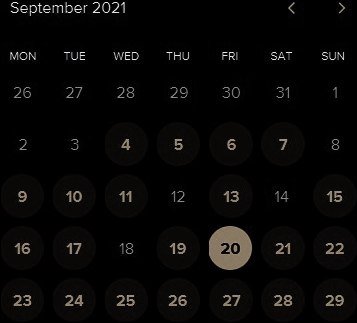 September 2021
MON TUE WED THU FRI SAT SUN
26 27 28 29 30 31 1
2 3 4 5 6 7 8
9 10 11 12 13 14 15
16 17 18 19 20 21 22
23 24 25 26 27 28 29